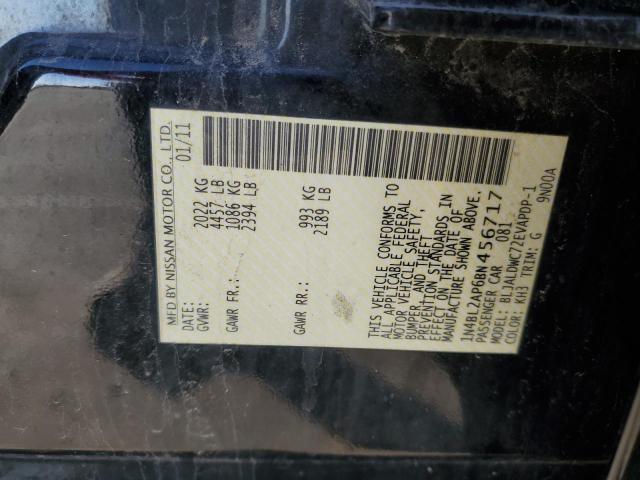 MFD BY NISSAN MOTOR CO., LTD.
DATE: 01/11
GVWR: 2022 KG
4457 LB
GAWR FR.: 1086 KG
2394 LB
GAWR RR.: 993 KG
2189 LB
THIS VEHICLE CONFORMS TO
ALL APPLICABLE FEDERAL
MOTOR VEHICLE SAFETY,
BUMPER, AND THEFT
PREVENTION STANDARDS IN
EFFECT ON THE DATE OF
MANUFACTURE SHOWN ABOVE.
1N4BL2AP6BN456717
PASSENGER CAR 081
MODEL: BLJALDWC72EVAPDP-1
COLOR: KH3 TRIM: G 9N00A